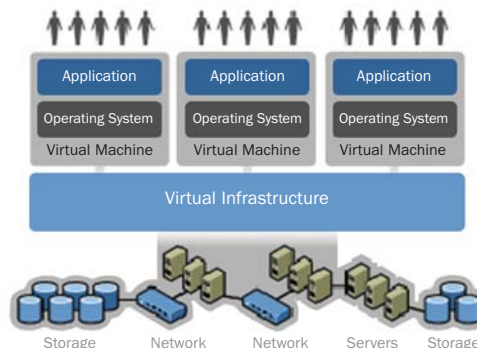 Application
Application
Application
Operating System
Operating System
Operating System
Virtual Machine
Virtual Machine
Virtual Machine
Virtual Infrastructure
Storage
Network
Network
Servers
Storage